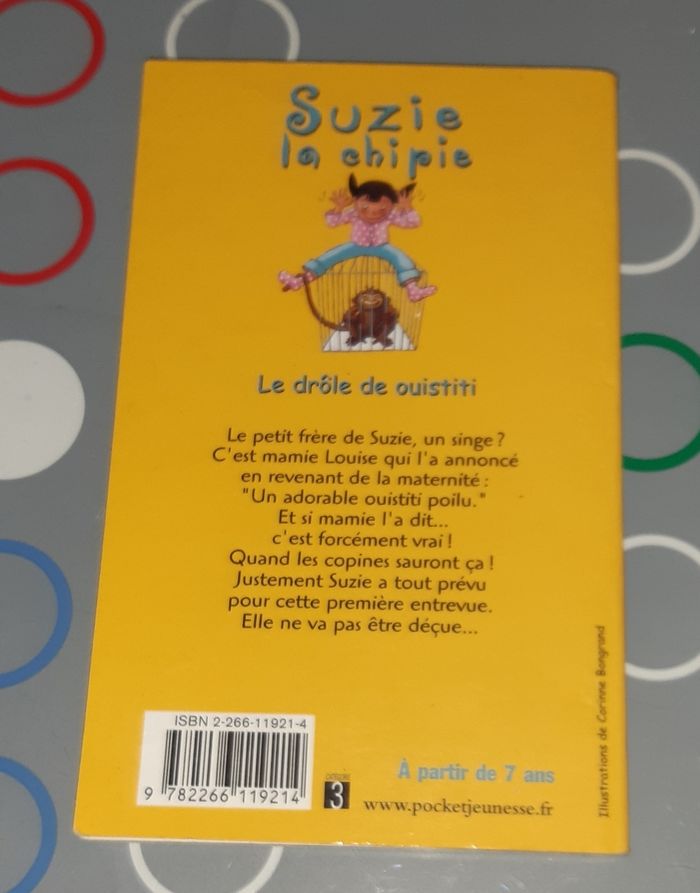 Suzie
la chipie
Le drôle de ouistiti
Le petit frère de Suzie, un singe ?
C'est mamie Louise qui l'a annoncé
en revenant de la maternité :
"Un adorable ouistiti poilu."
Et si mamie l'a dit...
c'est forcément vrai !
Quand les copines sauront ça !
Justement Suzie a tout prévu
pour cette première entrevue.
Elle ne va pas être déçue...
Illustrations de Corinne Bongrand
ISBN 2-266-11921-4
9 782266 119214
CATÉGORIE
3
À partir de 7 ans
www.pocketjeunesse.fr